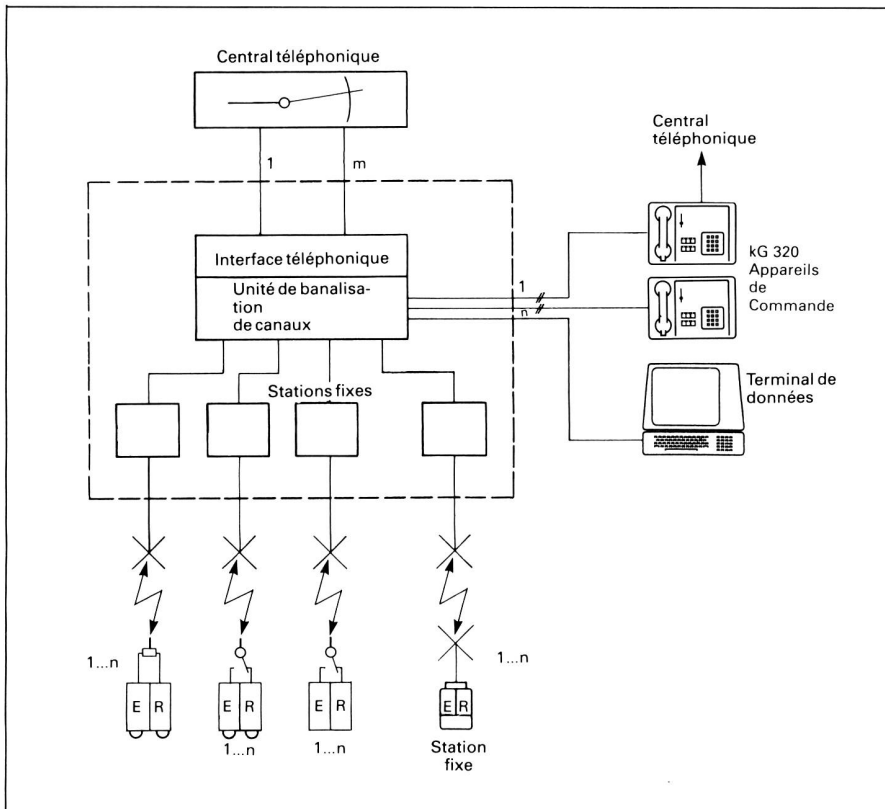 Central téléphonique
1
m
Central
téléphonique
Interface téléphonique
Unité de banalisa-
tion
de canaux
1
n
kG 320
Appareils
de
Commande
Terminal de
données
Stations fixes
1...n
E R
E R
1...n
E R
1...n
E R
Station
fixe
1...n